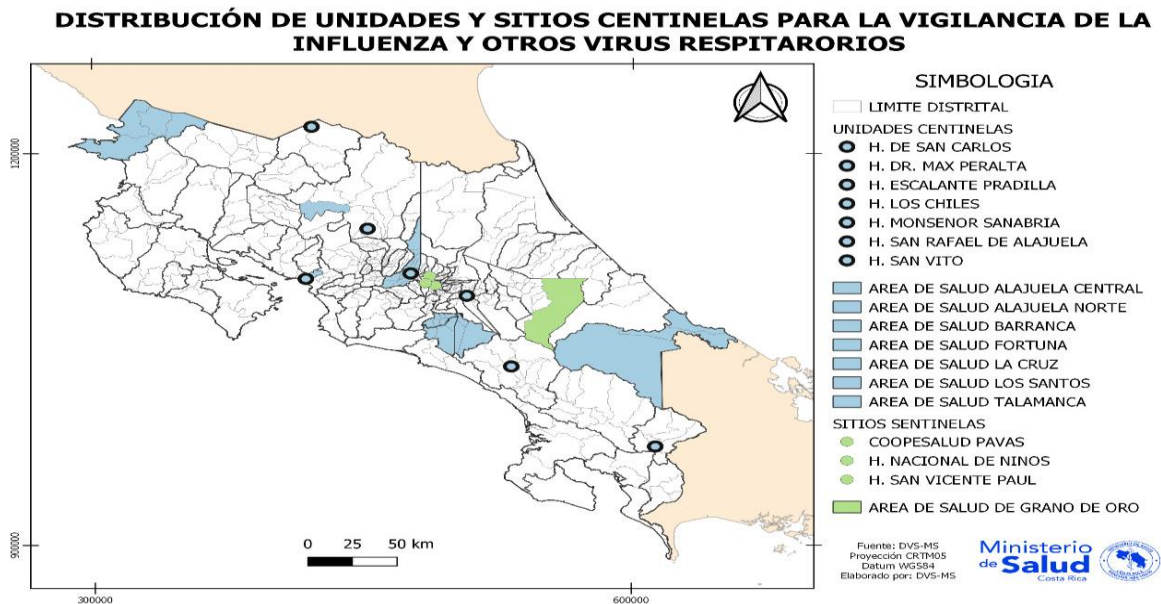 DISTRIBUCIÓN DE UNIDADES Y SITIOS CENTINELAS PARA LA VIGILANCIA DE LA
INFLUENZA Y OTROS VIRUS RESPITARORIOS
SIMBOLOGIA
LIMITE DISTRITAL
UNIDADES CENTINELAS
H. DE SAN CARLOS
H. DR. MAX PERALTA
H. ESCALANTE PRADILLA
H. LOS CHILES
H. MONSENOR SANABRIA
H. SAN RAFAEL DE ALAJUELA
H. SAN VITO
AREA DE SALUD ALAJUELA CENTRAL
AREA DE SALUD ALAJUELA NORTE
AREA DE SALUD BARRANCA
AREA DE SALUD FORTUNA
AREA DE SALUD LA CRUZ
AREA DE SALUD LOS SANTOS
AREA DE SALUD TALAMANCA
SITIOS SENTINELAS
COOPESALUD PAVAS
H. NACIONAL DE NINOS
H. SAN VICENTE PAUL
AREA DE SALUD DE GRANO DE ORO
Fuente: DVS-MS
Proyección CRTM05
Datum WGS84
Elaborado por: DVS-MS
Ministerio
de Salud
Costa Rica
1200000
900000
0 25 50 km
300000
600000